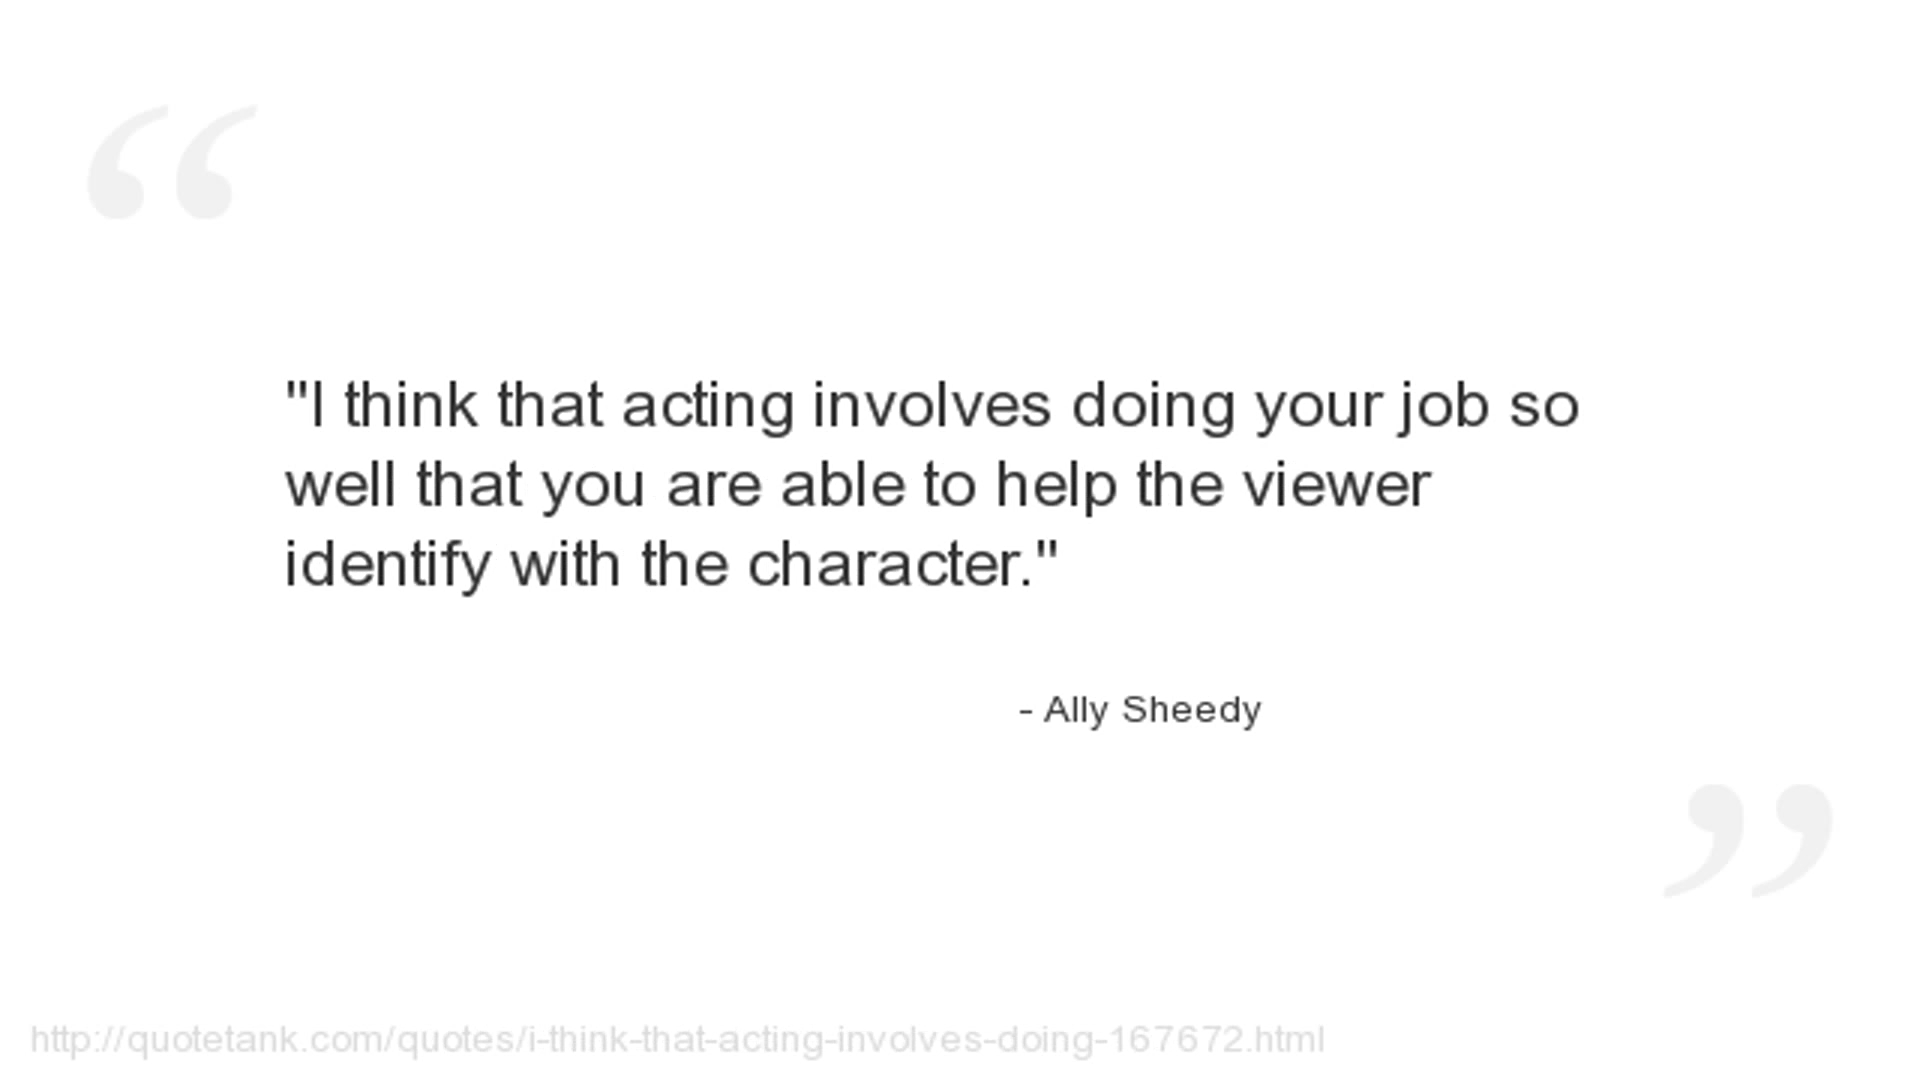 "I think that acting involves doing your job so
well that you are able to help the viewer
identify with the character."
- Ally Sheedy
http://quotetank.com/quotes/i-think-that-acting-involves-doing-167672.html